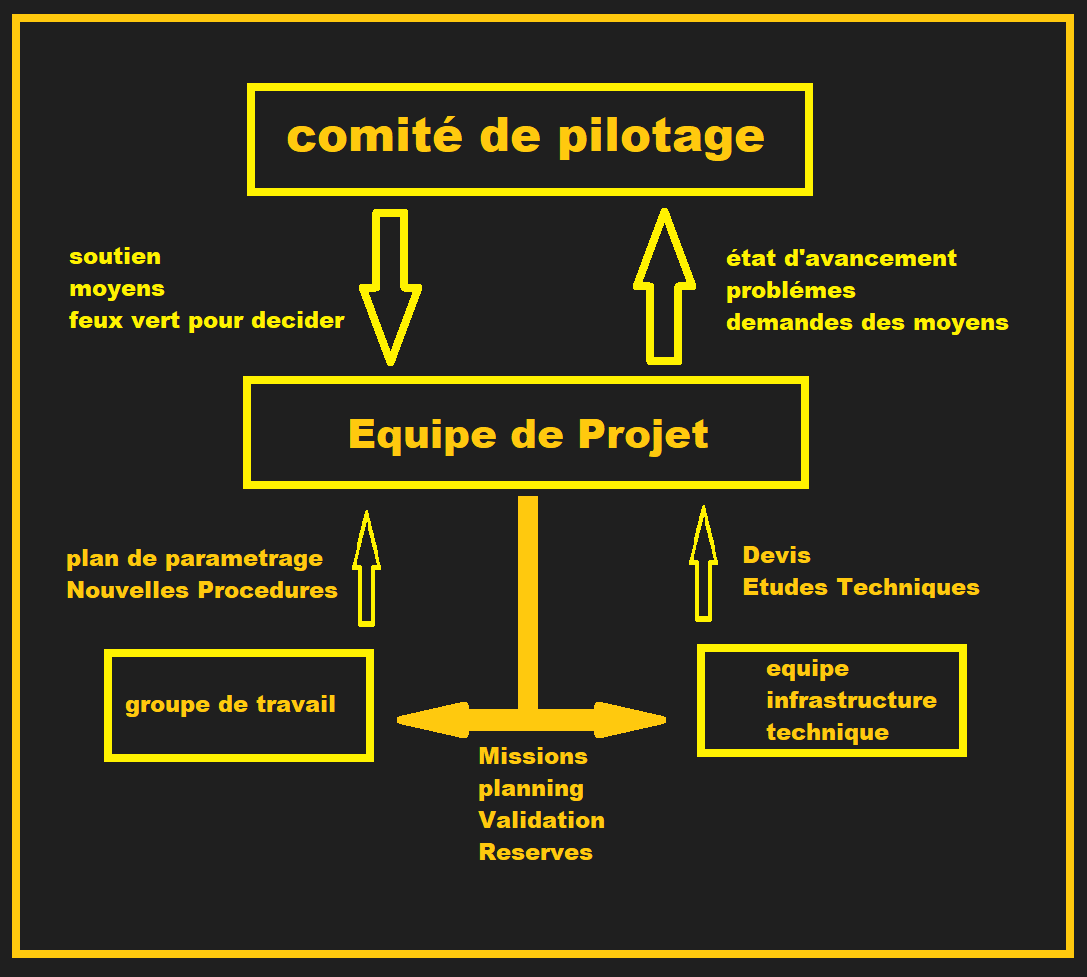 comité de pilotage
soutien
moyens
feux vert pour decider
état d'avancement
problémes
demandes des moyens
Equipe de Projet
plan de parametrage
Nouvelles Procedures
Devis
Etudes Techniques
groupe de travail
equipe
infrastructure
technique
Missions
planning
Validation
Reserves